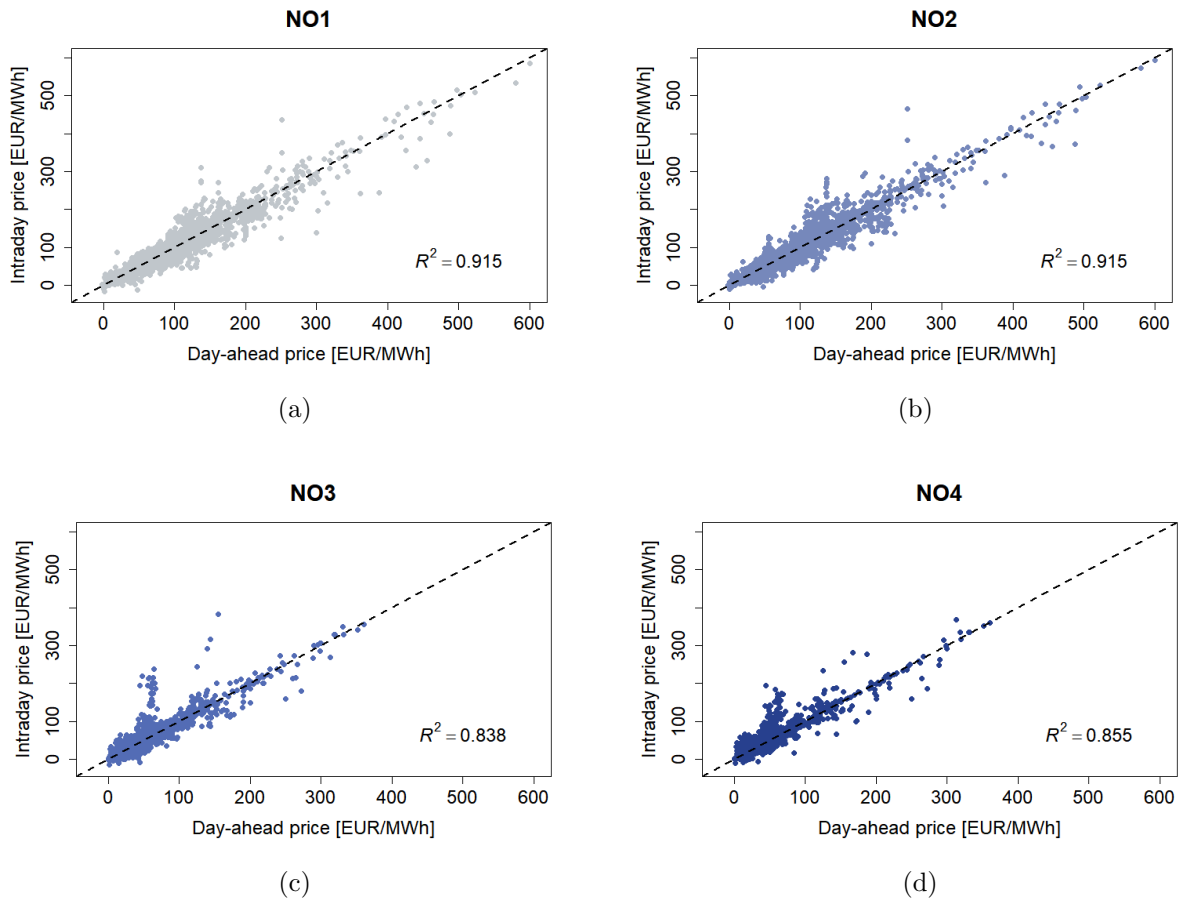 NO1
Intraday price [EUR/MWh]
500
300
100
0
R² = 0.915
0 100 200 300 400 500 600
Day-ahead price [EUR/MWh]
(a)
NO2
Intraday price [EUR/MWh]
500
300
100
0
R² = 0.915
0 100 200 300 400 500 600
Day-ahead price [EUR/MWh]
(b)
NO3
Intraday price [EUR/MWh]
500
300
100
0
R² = 0.838
0 100 200 300 400 500 600
Day-ahead price [EUR/MWh]
(c)
NO4
Intraday price [EUR/MWh]
500
300
100
0
R² = 0.855
0 100 200 300 400 500 600
Day-ahead price [EUR/MWh]
(d)